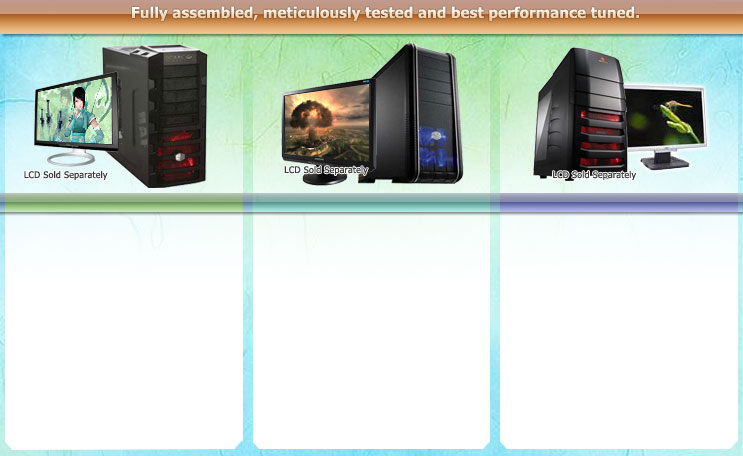 Fully assembled, meticulously tested and best performance tuned.
LCD Sold Separately
LCD Sold Separately
LCD Sold Separately